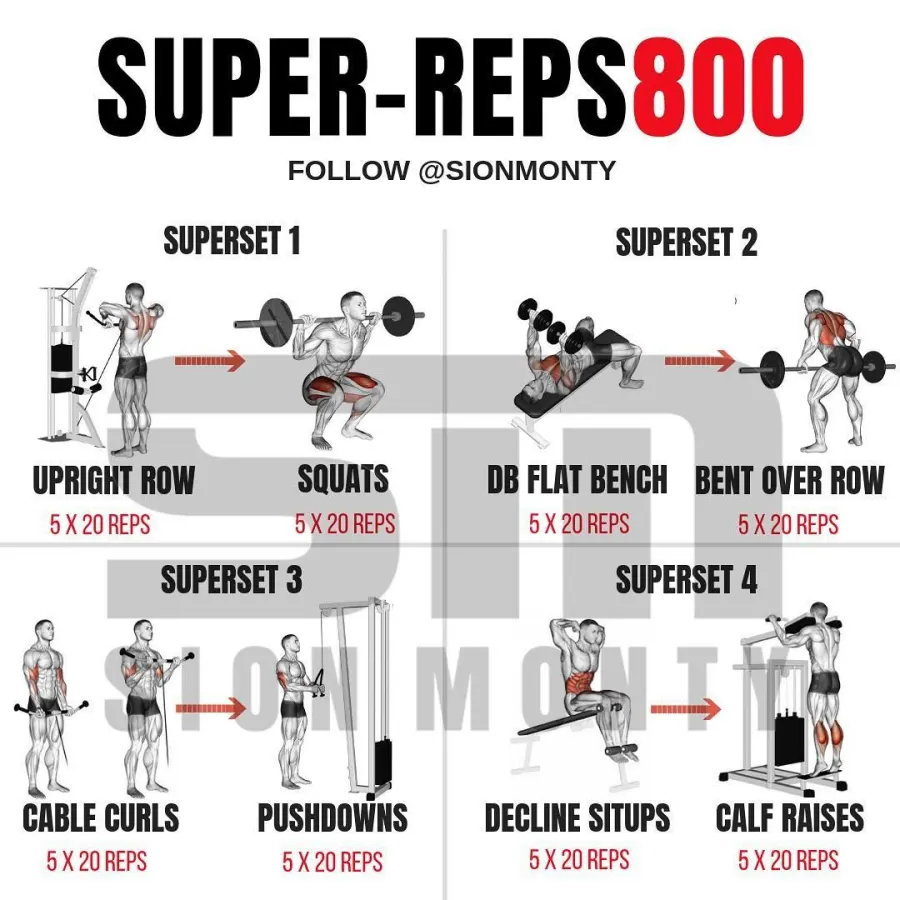 SUPER-REPS800
FOLLOW @SIONMONTY
SUPERSET 1
UPRIGHT ROW
5 X 20 REPS
SQUATS
5 X 20 REPS
SUPERSET 2
DB FLAT BENCH
5 X 20 REPS
BENT OVER ROW
5 X 20 REPS
SUPERSET 3
CABLE CURLS
5 X 20 REPS
PUSHDOWNS
5 X 20 REPS
SUPERSET 4
DECLINE SITUPS
5 X 20 REPS
CALF RAISES
5 X 20 REPS
SM
SION MONTY